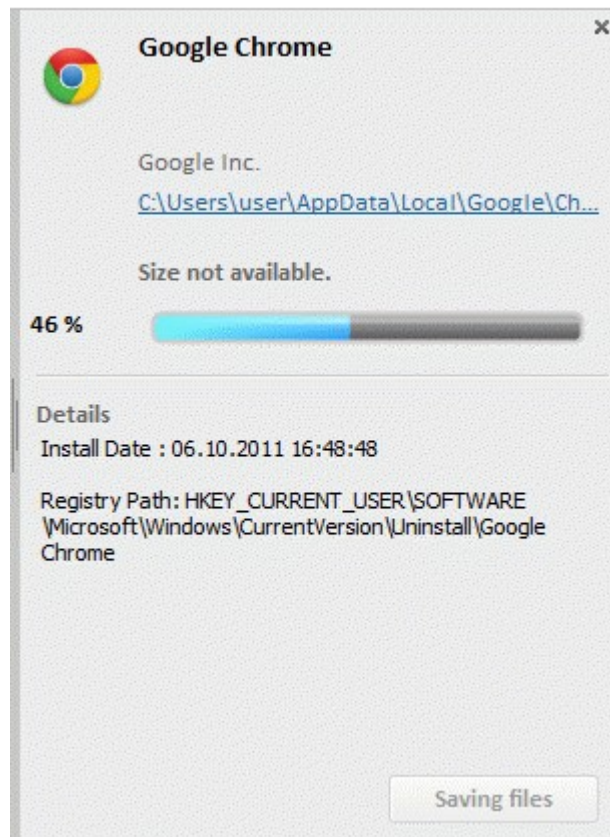 Google Chrome
Google Inc.
C:\Users\user\AppData\Local\Google\Ch...
Size not available.
46 %
Details
Install Date : 06.10.2011 16:48:48
Registry Path: HKEY_CURRENT_USER\SOFTWARE
\Microsoft\Windows\CurrentVersion\Uninstall\Google
Chrome
Saving files